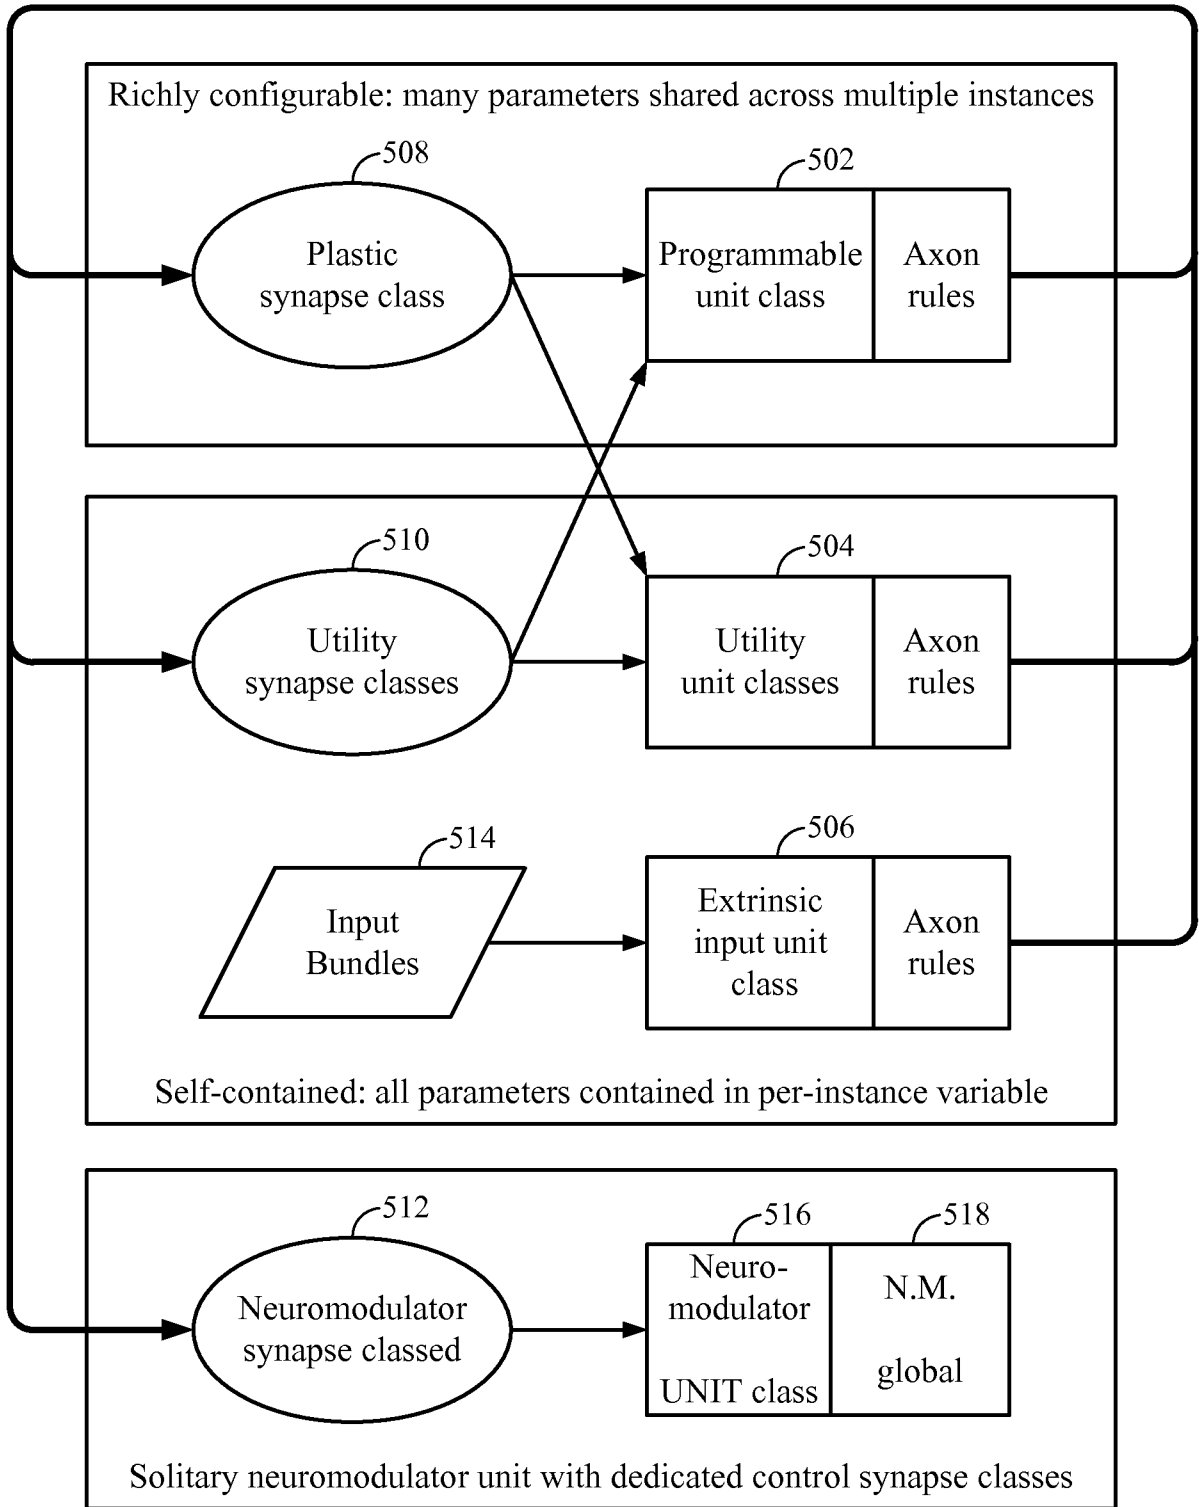 Richly configurable: many parameters shared across multiple instances
508
502
Plastic
synapse class
Programmable
unit class
Axon
rules
510
504
Utility
synapse classes
Utility
unit classes
Axon
rules
514
506
Input
Bundles
Extrinsic
input unit
class
Axon
rules
Self-contained: all parameters contained in per-instance variable
512
516
518
Neuromodulator
synapse classed
Neuro-
modulator
UNIT class
N.M.
global
Solitary neuromodulator unit with dedicated control synapse classes